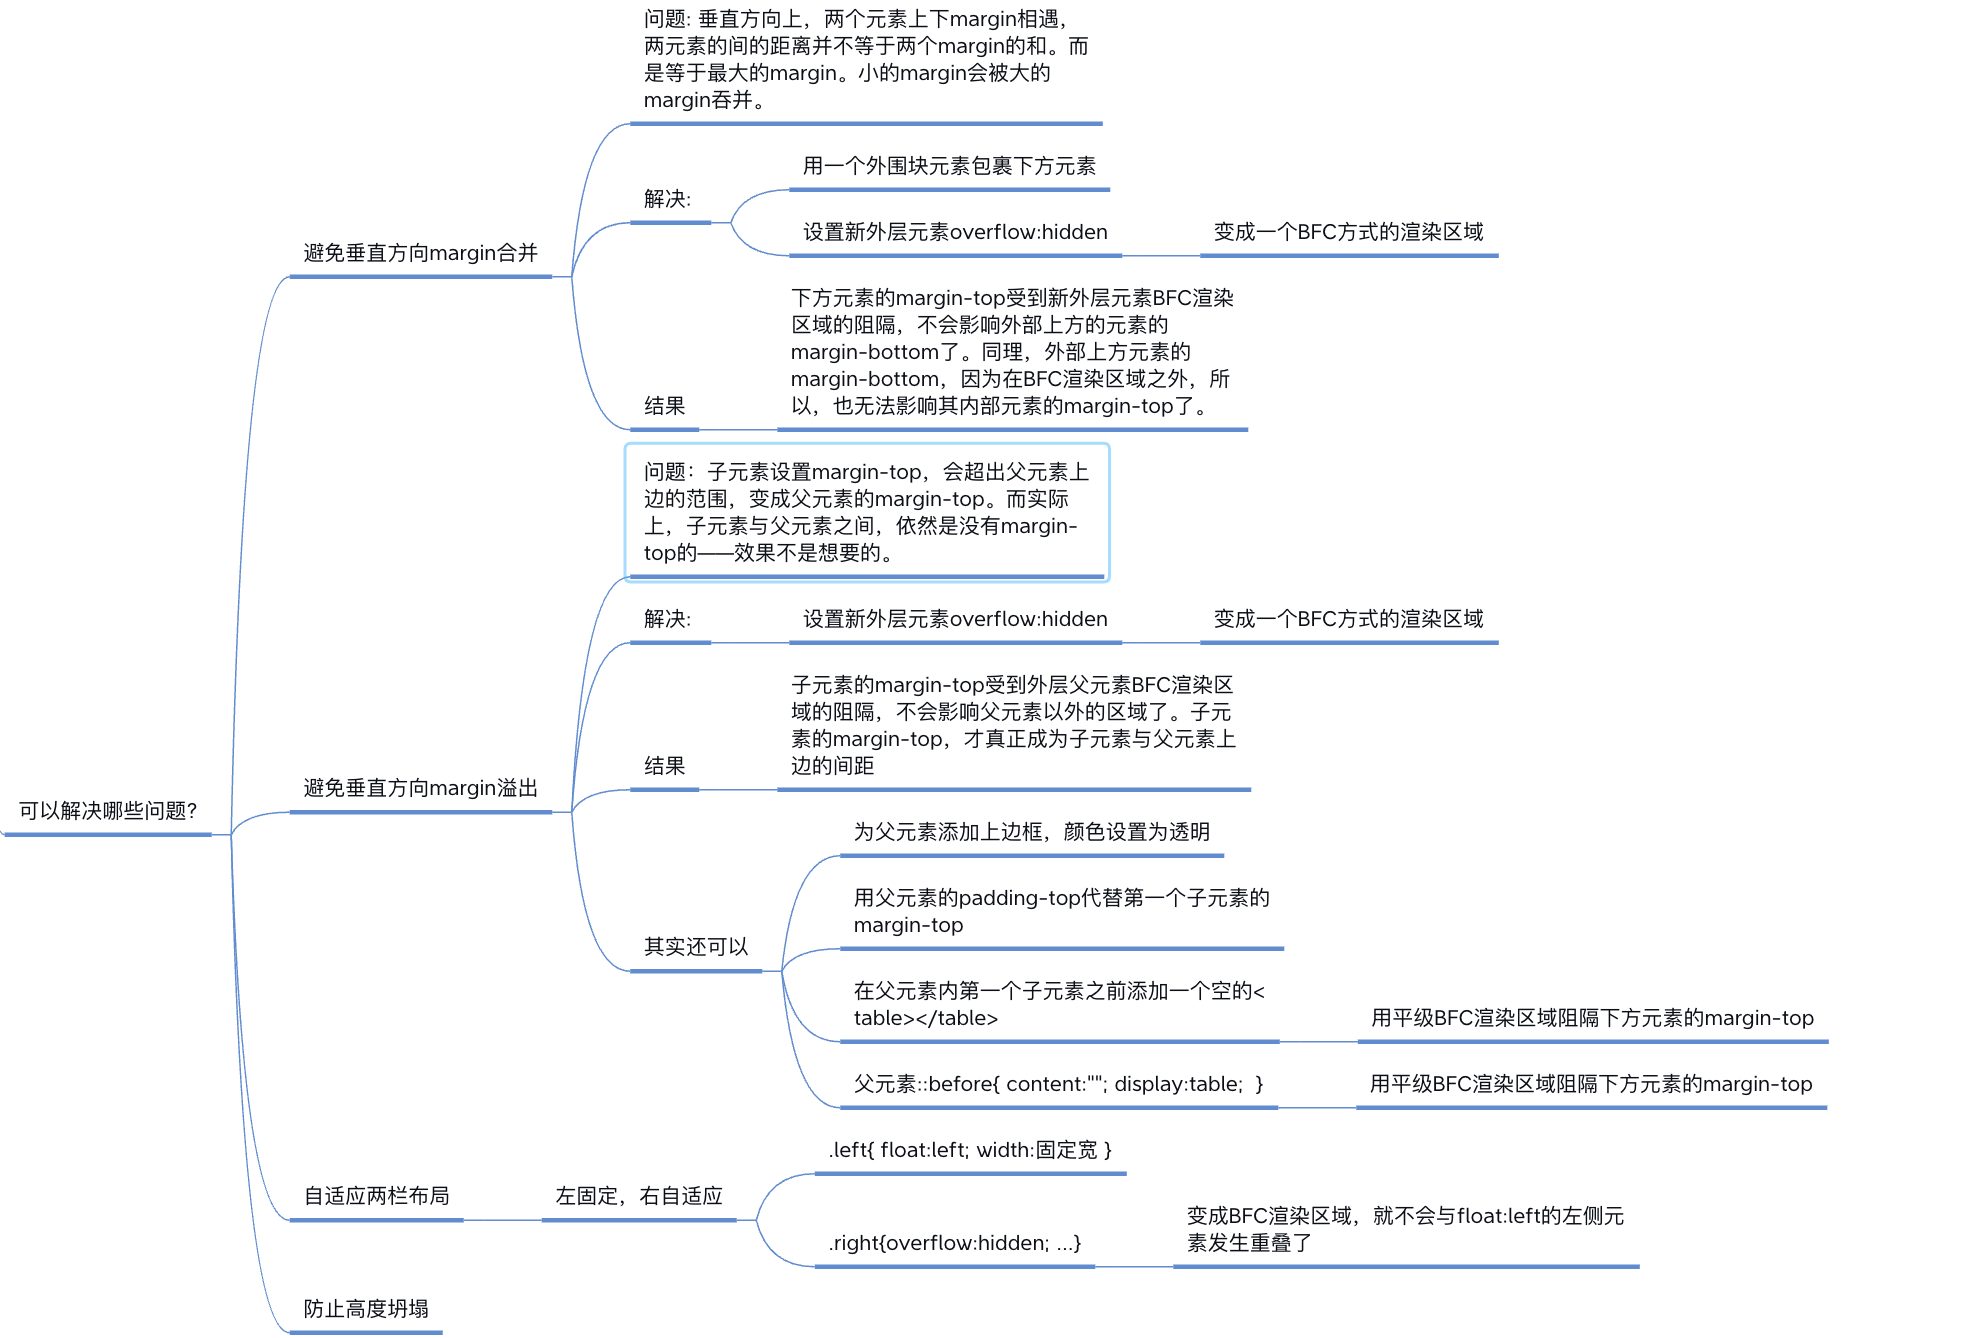 可以解决哪些问题?
避免垂直方向margin合并
问题: 垂直方向上，两个元素上下margin相遇，
两元素的间的距离并不等于两个margin的和。而
是等于最大的margin。小的margin会被大的
margin吞并。
解决:
用一个外围块元素包裹下方元素
设置新外层元素overflow:hidden
变成一个BFC方式的渲染区域
结果
下方元素的margin-top受到新外层元素BFC渲染
区域的阻隔，不会影响外部上方的元素的
margin-bottom了。同理，外部上方元素的
margin-bottom，因为在BFC渲染区域之外，所
以，也无法影响其内部元素的margin-top了。
避免垂直方向margin溢出
问题：子元素设置margin-top，会超出父元素上
边的范围，变成父元素的margin-top。而实际
上，子元素与父元素之间，依然是没有margin-
top的——效果不是想要的。
解决:
设置新外层元素overflow:hidden
变成一个BFC方式的渲染区域
结果
子元素的margin-top受到外层父元素BFC渲染区
域的阻隔，不会影响父元素以外的区域了。子元
素的margin-top，才真正成为子元素与父元素上
边的间距
其实还可以
为父元素添加上边框，颜色设置为透明
用父元素的padding-top代替第一个子元素的
margin-top
在父元素内第一个子元素之前添加一个空的<
table></table>
用平级BFC渲染区域阻隔下方元素的margin-top
父元素::before{ content:""; display:table;  }
用平级BFC渲染区域阻隔下方元素的margin-top
自适应两栏布局
左固定，右自适应
.left{ float:left; width:固定宽 }
.right{overflow:hidden; ...}
变成BFC渲染区域，就不会与float:left的左侧元
素发生重叠了
防止高度坍塌